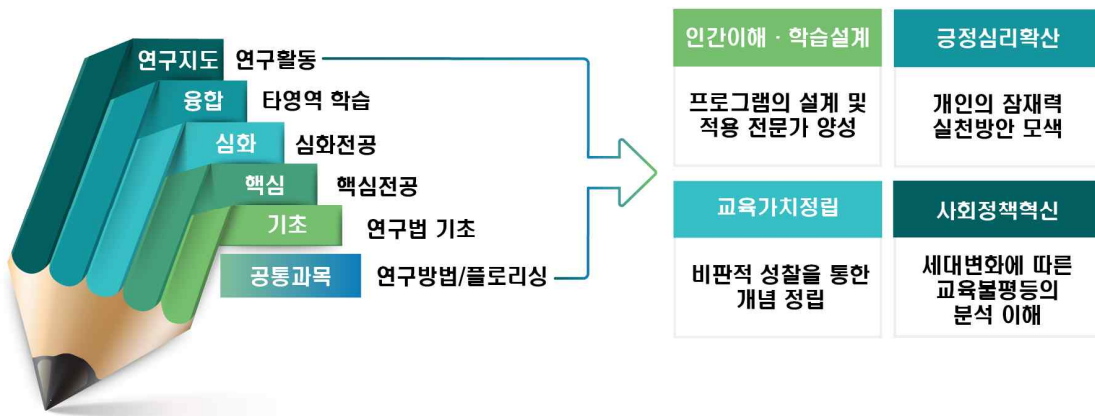 연구지도 연구활동
융합 타영역 학습
심화 심화전공
핵심 핵심전공
기초 연구법 기초
공통과목 연구방법/플로리싱
인간이해 · 학습설계
프로그램의 설계 및
적용 전문가 양성
긍정심리확산
개인의 잠재력
실천방안 모색
교육가치정립
비판적 성찰을 통한
개념 정립
사회정책혁신
세대변화에 따른
교육불평등의
분석 이해